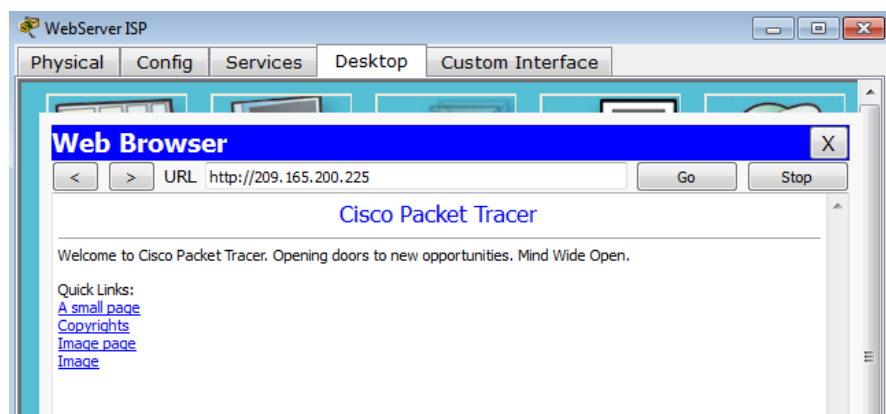 WebServer ISP
Physical Config Services Desktop Custom Interface
Web Browser X
< > URL http://209.165.200.225 Go Stop
Cisco Packet Tracer
Welcome to Cisco Packet Tracer. Opening doors to new opportunities. Mind Wide Open.
Quick Links:
A small page
Copyrights
Image page
Image